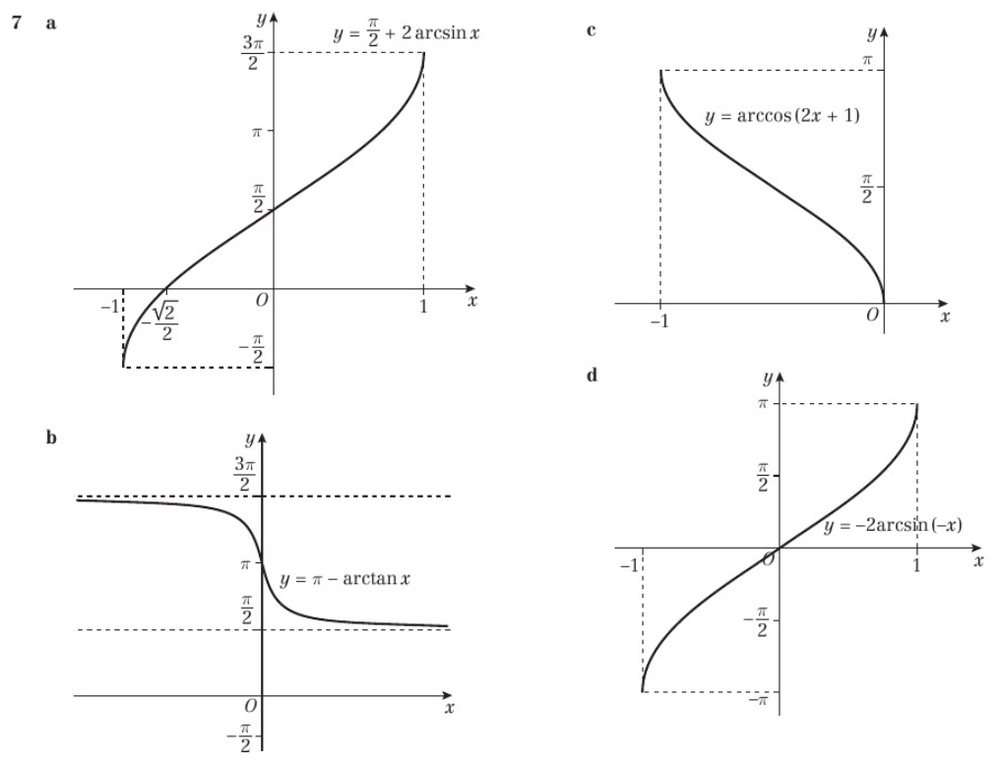 7 a
y
y = π/2 + 2 arcsin x
3π/2
π
π/2
-1
-√2/2
O
1
x
-π/2
b
y
3π/2
π
y = π – arctan x
π/2
O
x
-π/2
c
y
π
y = arccos (2x + 1)
π/2
-1
O
x
d
y
π
π/2
y = –2arcsin (–x)
-1
O
1
x
-π/2
-π